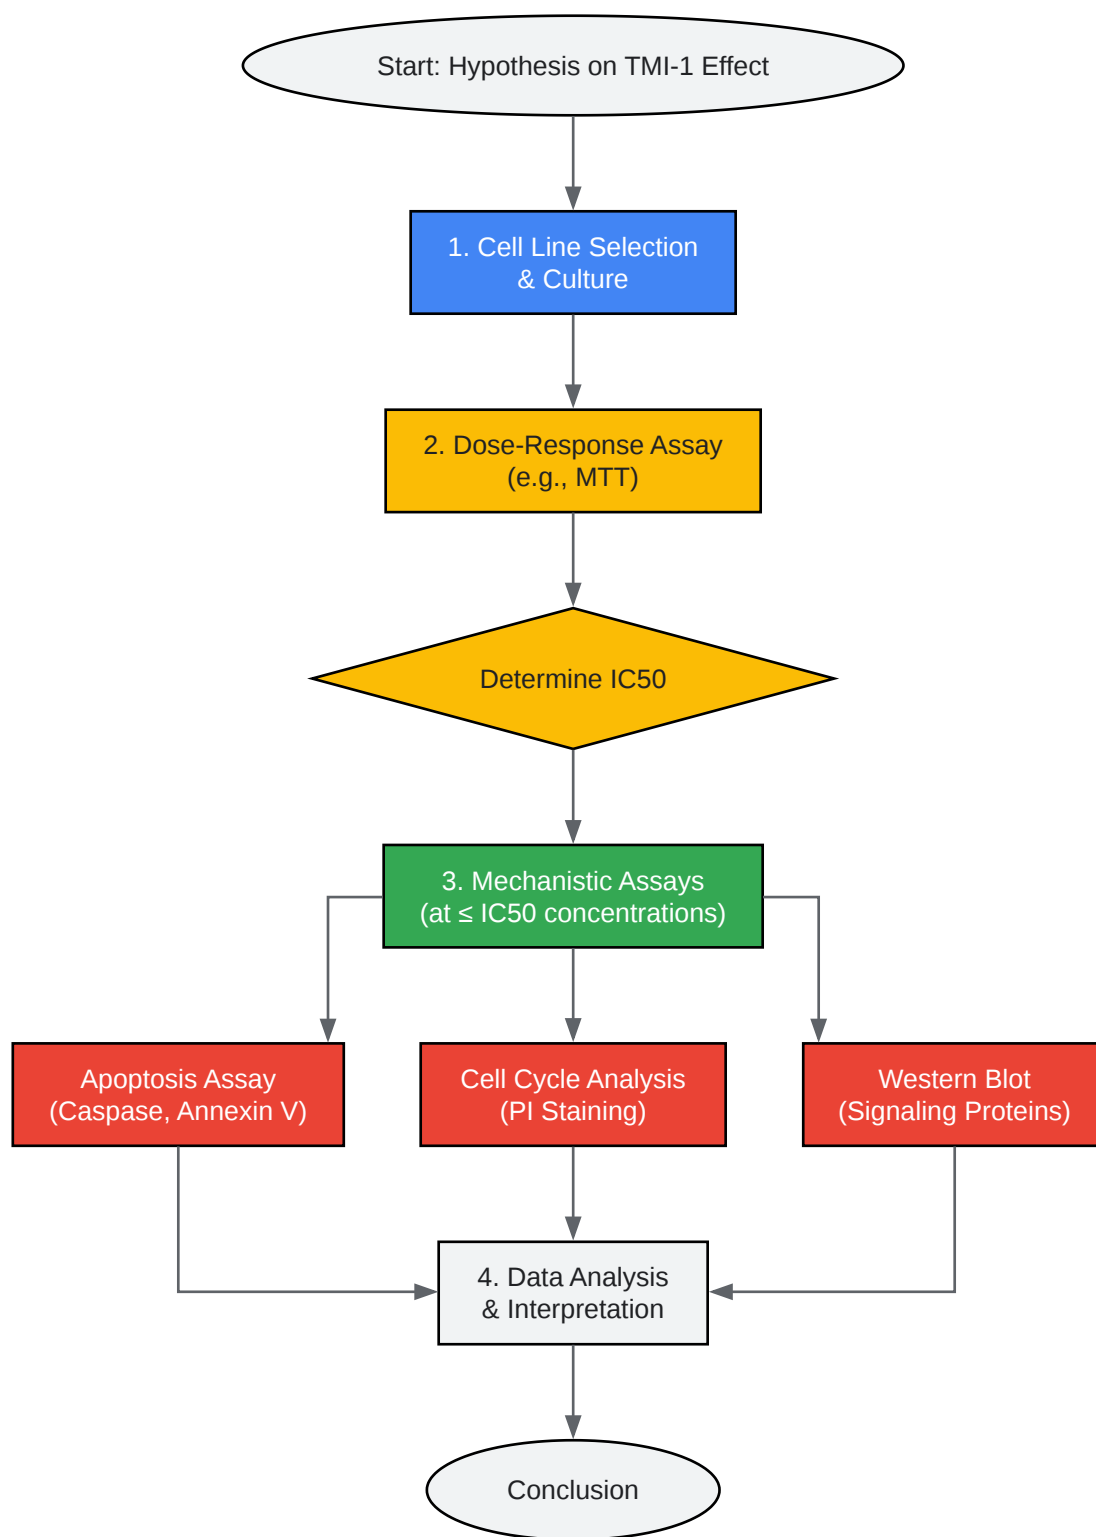 Start: Hypothesis on TMI-1 Effect
1. Cell Line Selection
& Culture
2. Dose-Response Assay
(e.g., MTT)
Determine IC50
3. Mechanistic Assays
(at ≤ IC50 concentrations)
Apoptosis Assay
(Caspase, Annexin V)
Cell Cycle Analysis
(PI Staining)
Western Blot
(Signaling Proteins)
4. Data Analysis
& Interpretation
Conclusion